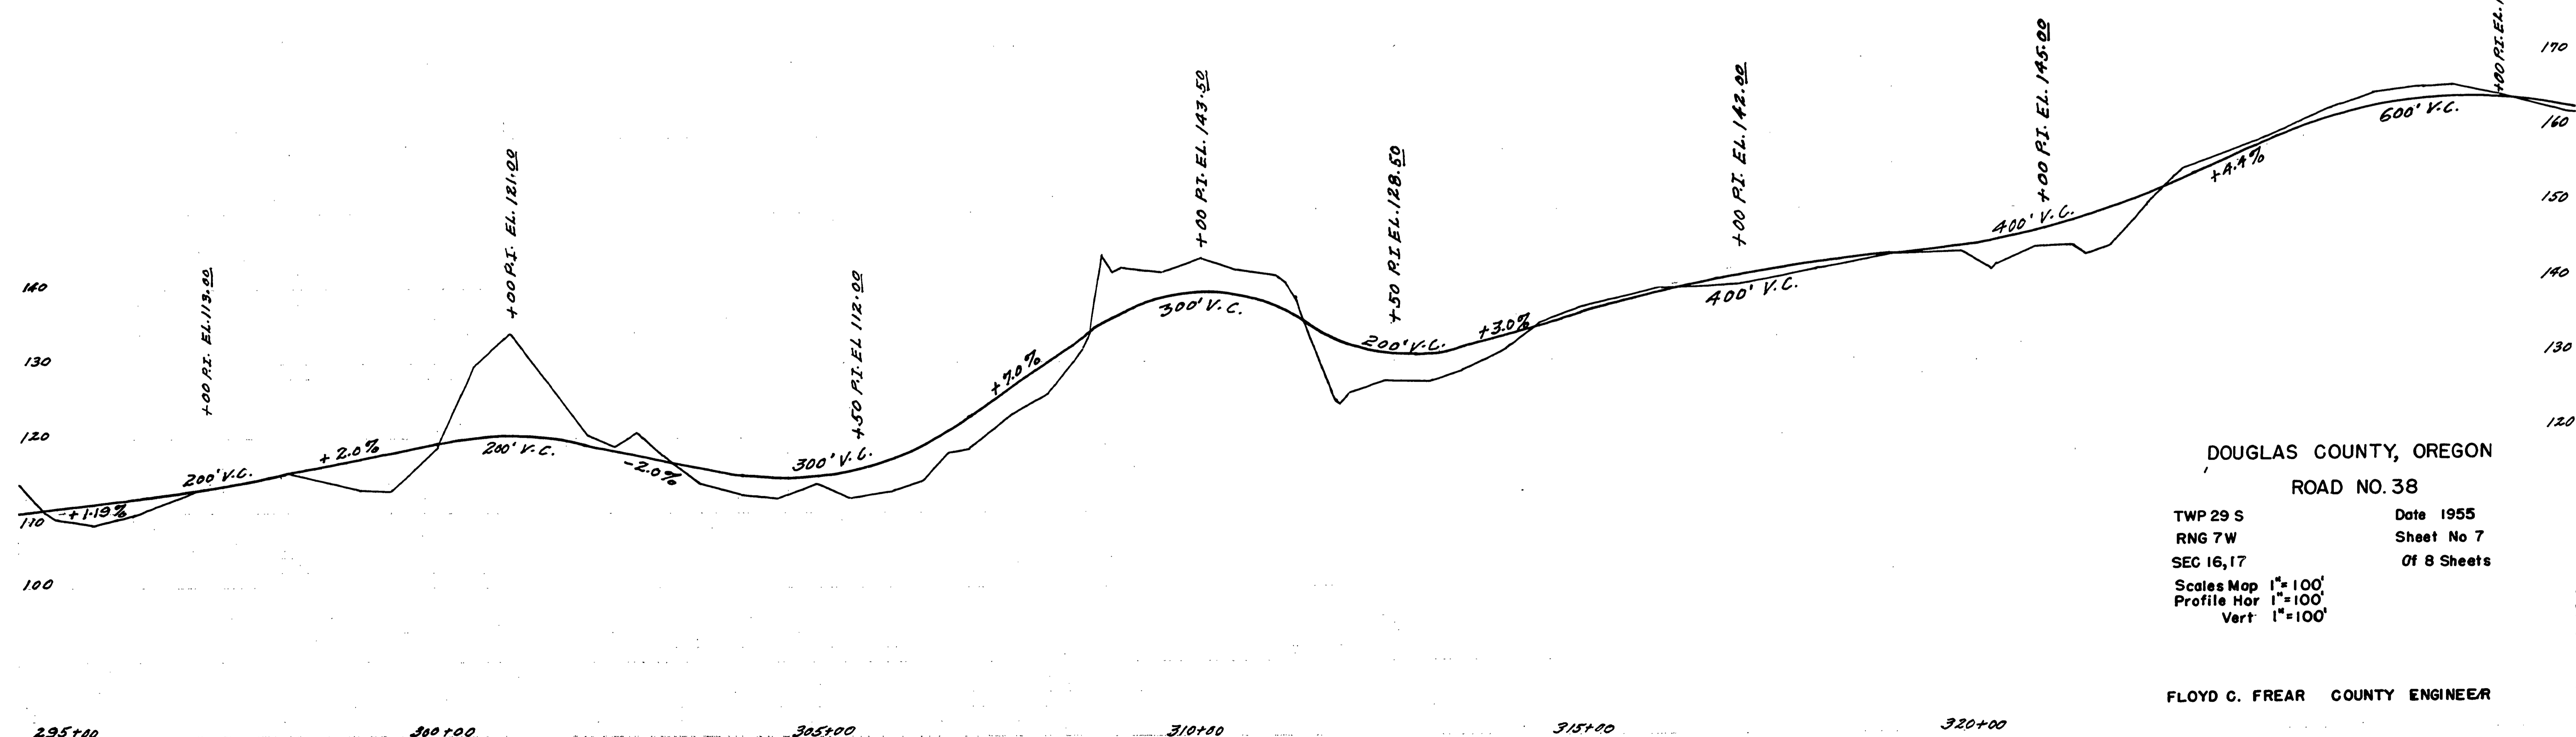 +00 P.I. EL. 113.00
+00 P.I. EL. 121.00
+50 P.I. EL 112.00
+00 P.I. EL. 143.50
+50 P.I EL. 128.50
+00 P.I. EL. 142.00
+00 P.I. EL. 145.00
+00 P.I. EL.
170
160
150
140
130
120
140
130
120
110
100
+1.19%
200' V.C.
+2.0%
200' V.C.
-2.0%
300' V.C.
+7.0%
300' V.C.
200' V.C.
+3.0%
400' V.C.
400' V.C.
+4.4%
600' V.C.
DOUGLAS COUNTY, OREGON
ROAD NO. 38
TWP 29 S Date 1955
RNG 7W Sheet No 7
SEC 16,17 Of 8 Sheets
Scales Map 1"=100'
Profile Hor 1"=100'
Vert 1"=100'
FLOYD C. FREAR COUNTY ENGINEER
295+00 300+00 305+00 310+00 315+00 320+00